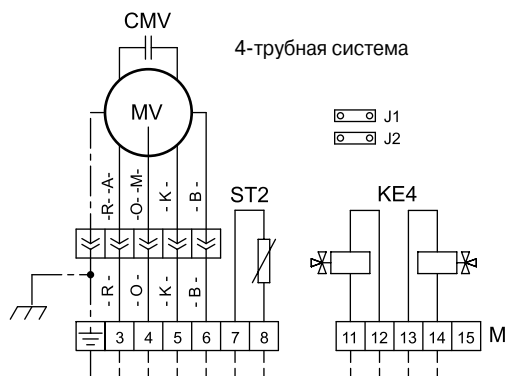 CMV
4-трубная система
MV
J1
J2
-R- -A-
-O- -M-
- K -
- B -
ST2
KE4
- R -
- O -
- K -
- B -
3 4 5 6 7 8
11 12 13 14 15 M